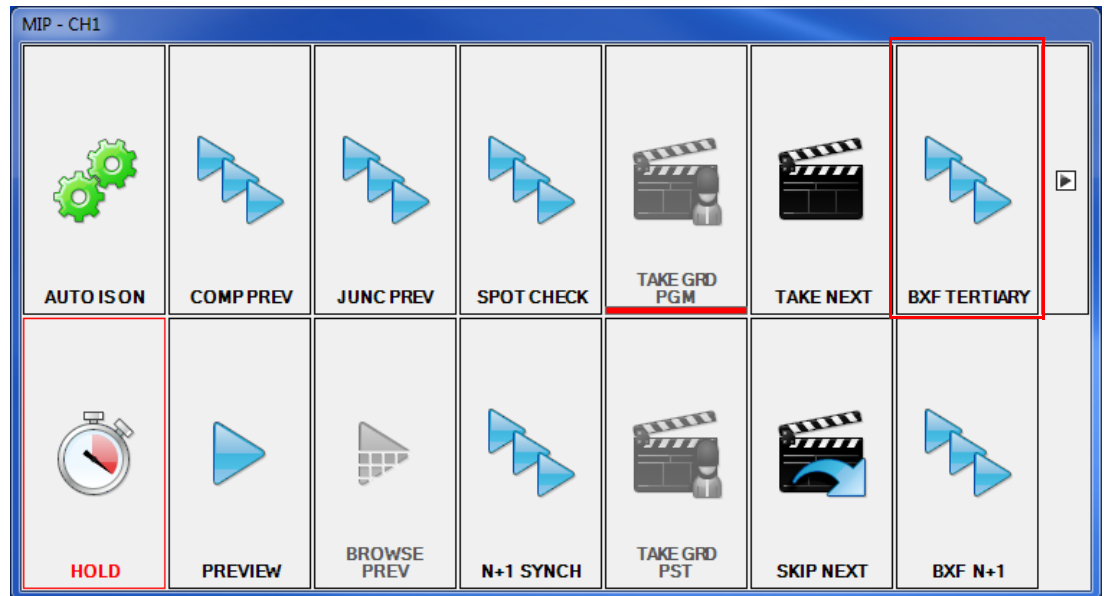 MIP - CH1
AUTO IS ON
COMP PREV
JUNC PREV
SPOT CHECK
TAKE GRD
PGM
TAKE NEXT
BXF TERTIARY
HOLD
PREVIEW
BROWSE
PREV
N+1 SYNCH
TAKE GRD
PST
SKIP NEXT
BXF N+1